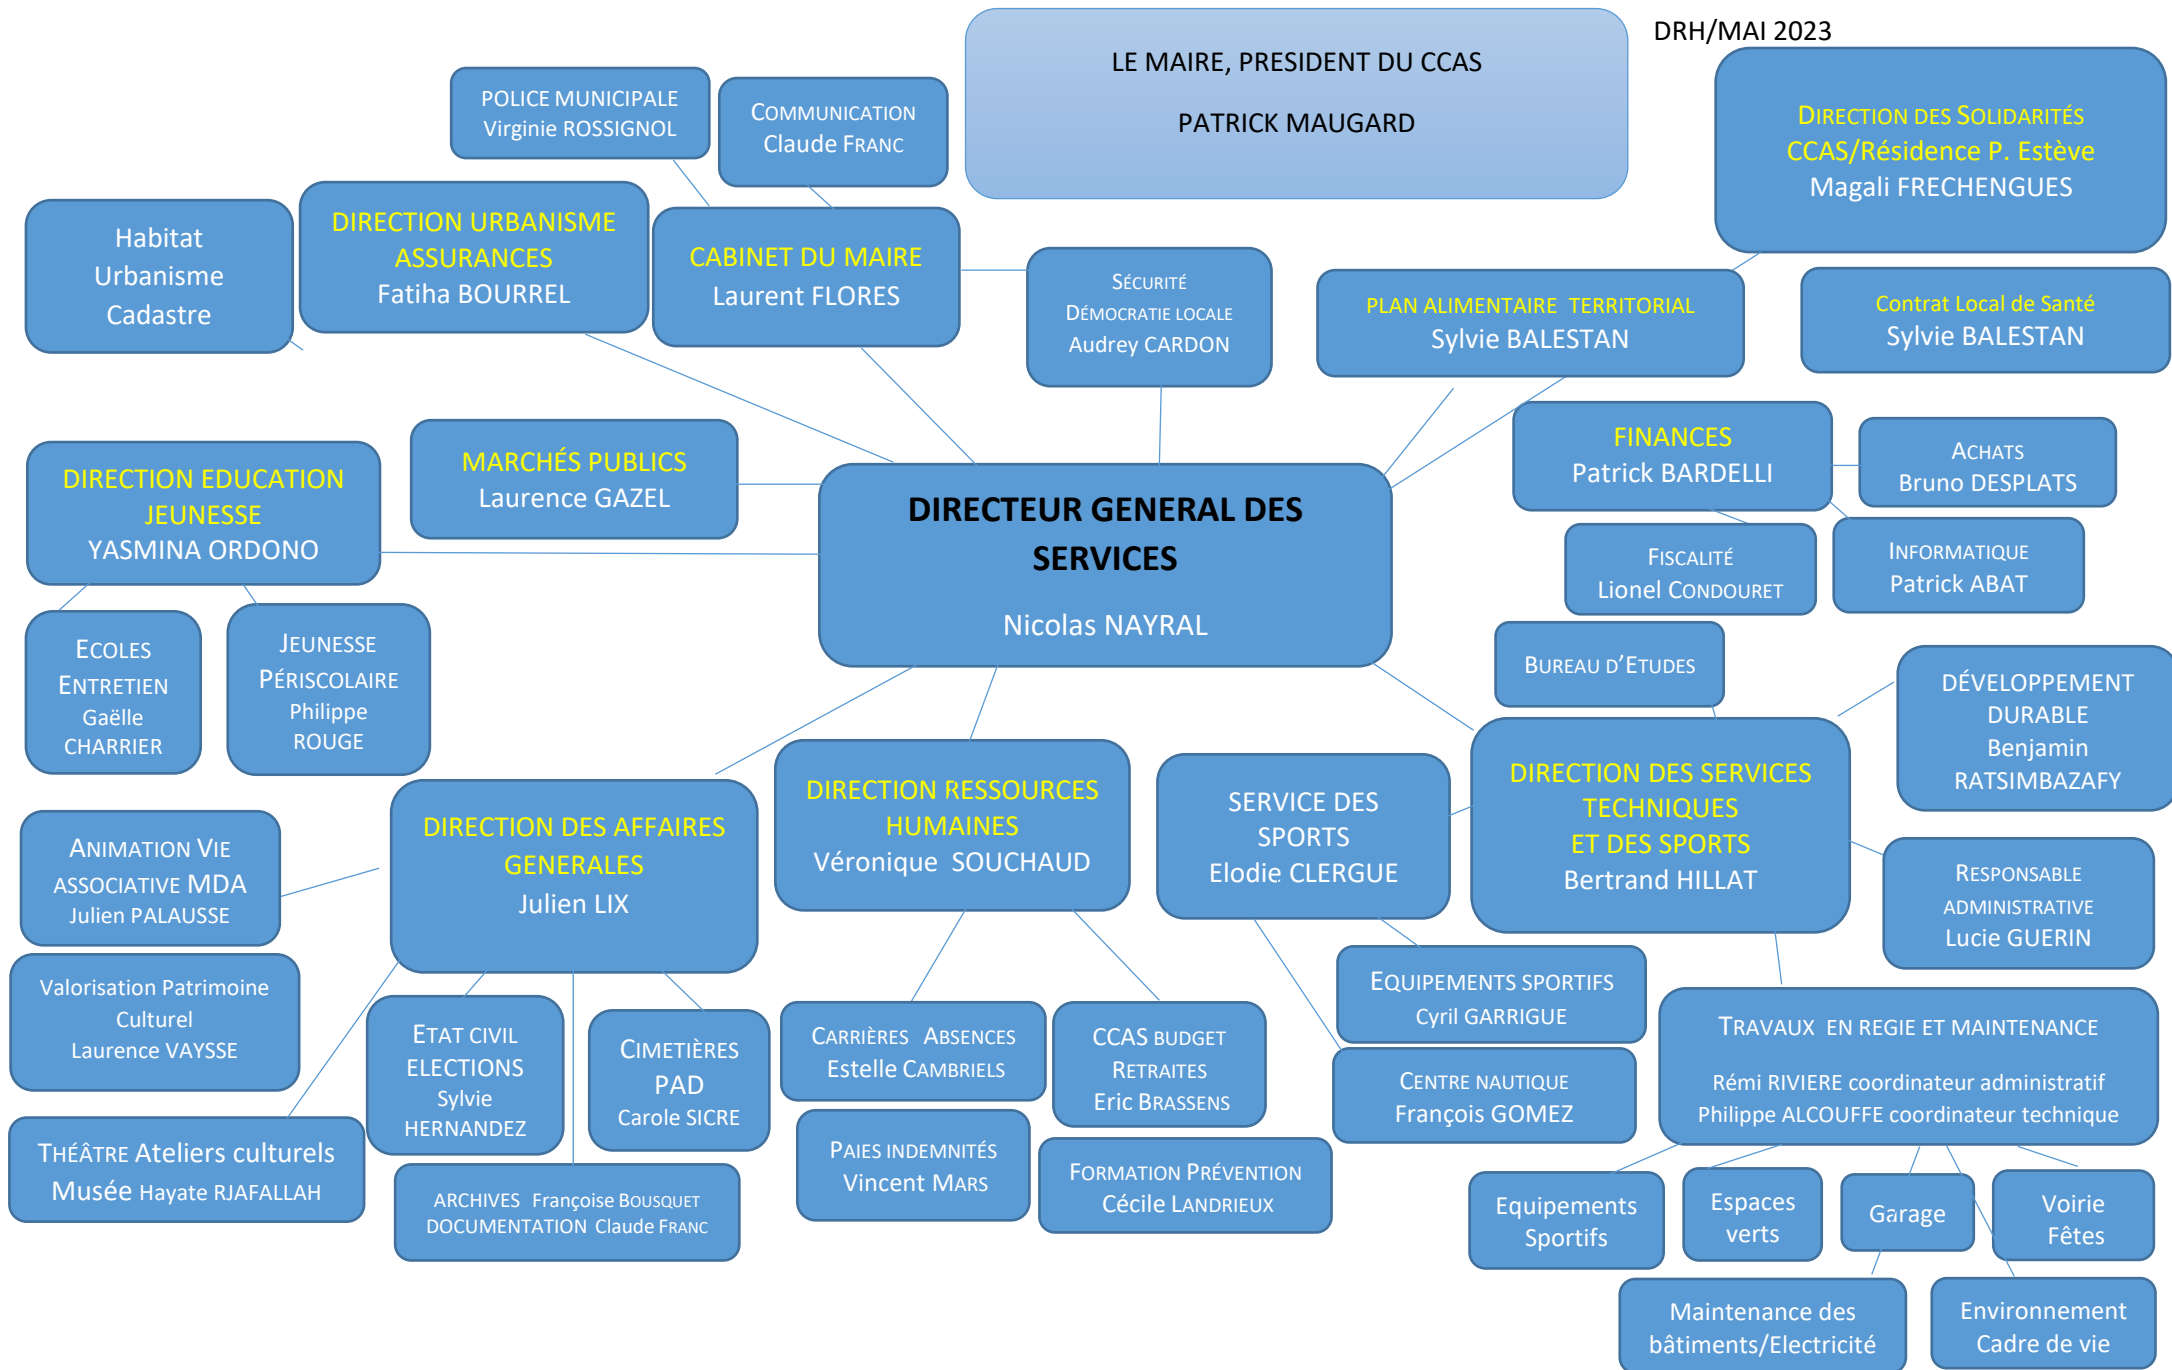 DRH/MAI 2023
LE MAIRE, PRESIDENT DU CCAS
PATRICK MAUGARD
POLICE MUNICIPALE
Virginie ROSSIGNOL
COMMUNICATION
Claude FRANC
DIRECTION DES SOLIDARITÉS
CCAS/Résidence P. Estève
Magali FRECHENGUES
Habitat
Urbanisme
Cadastre
DIRECTION URBANISME
ASSURANCES
Fatiha BOURREL
CABINET DU MAIRE
Laurent FLORES
SÉCURITÉ
DÉMOCRATIE LOCALE
Audrey CARDON
PLAN ALIMENTAIRE TERRITORIAL
Sylvie BALESTAN
Contrat Local de Santé
Sylvie BALESTAN
DIRECTION EDUCATION
JEUNESSE
YASMINA ORDONO
MARCHÉS PUBLICS
Laurence GAZEL
DIRECTEUR GENERAL DES
SERVICES
Nicolas NAYRAL
FINANCES
Patrick BARDELLI
ACHATS
Bruno DESPLATS
FISCALITÉ
Lionel CONDOURET
INFORMATIQUE
Patrick ABAT
ECOLES
ENTRETIEN
Gaëlle
CHARRIER
JEUNESSE
PÉRISCOLAIRE
Philippe
ROUGE
BUREAU D'ETUDES
DÉVELOPPEMENT
DURABLE
Benjamin
RATSIMBAZAFY
DIRECTION DES AFFAIRES
GENERALES
Julien LIX
DIRECTION RESSOURCES
HUMAINES
Véronique SOUCHAUD
SERVICE DES
SPORTS
Elodie CLERGUE
DIRECTION DES SERVICES
TECHNIQUES
ET DES SPORTS
Bertrand HILLAT
RESPONSABLE
ADMINISTRATIVE
Lucie GUERIN
ANIMATION VIE
ASSOCIATIVE MDA
Julien PALAUSSE
Valorisation Patrimoine
Culturel
Laurence VAYSSE
THÉÂTRE Ateliers culturels
Musée Hayate RJAFALLAH
ETAT CIVIL
ELECTIONS
Sylvie
HERNANDEZ
CIMETIÈRES
PAD
Carole SICRE
ARCHIVES Françoise BOUSQUET
DOCUMENTATION Claude FRANC
CARRIÈRES ABSENCES
Estelle CAMBRIELS
CCAS BUDGET
RETRAITES
Eric BRASSENS
PAIES INDEMNITÉS
Vincent MARS
FORMATION PRÉVENTION
Cécile LANDRIEUX
EQUIPEMENTS SPORTIFS
Cyril GARRIGUE
CENTRE NAUTIQUE
François GOMEZ
TRAVAUX EN REGIE ET MAINTENANCE
Rémi RIVIERE coordinateur administratif
Philippe ALCOUFFE coordinateur technique
Equipements
Sportifs
Espaces
verts
Garage
Voirie
Fêtes
Maintenance des
bâtiments/Electricité
Environnement
Cadre de vie